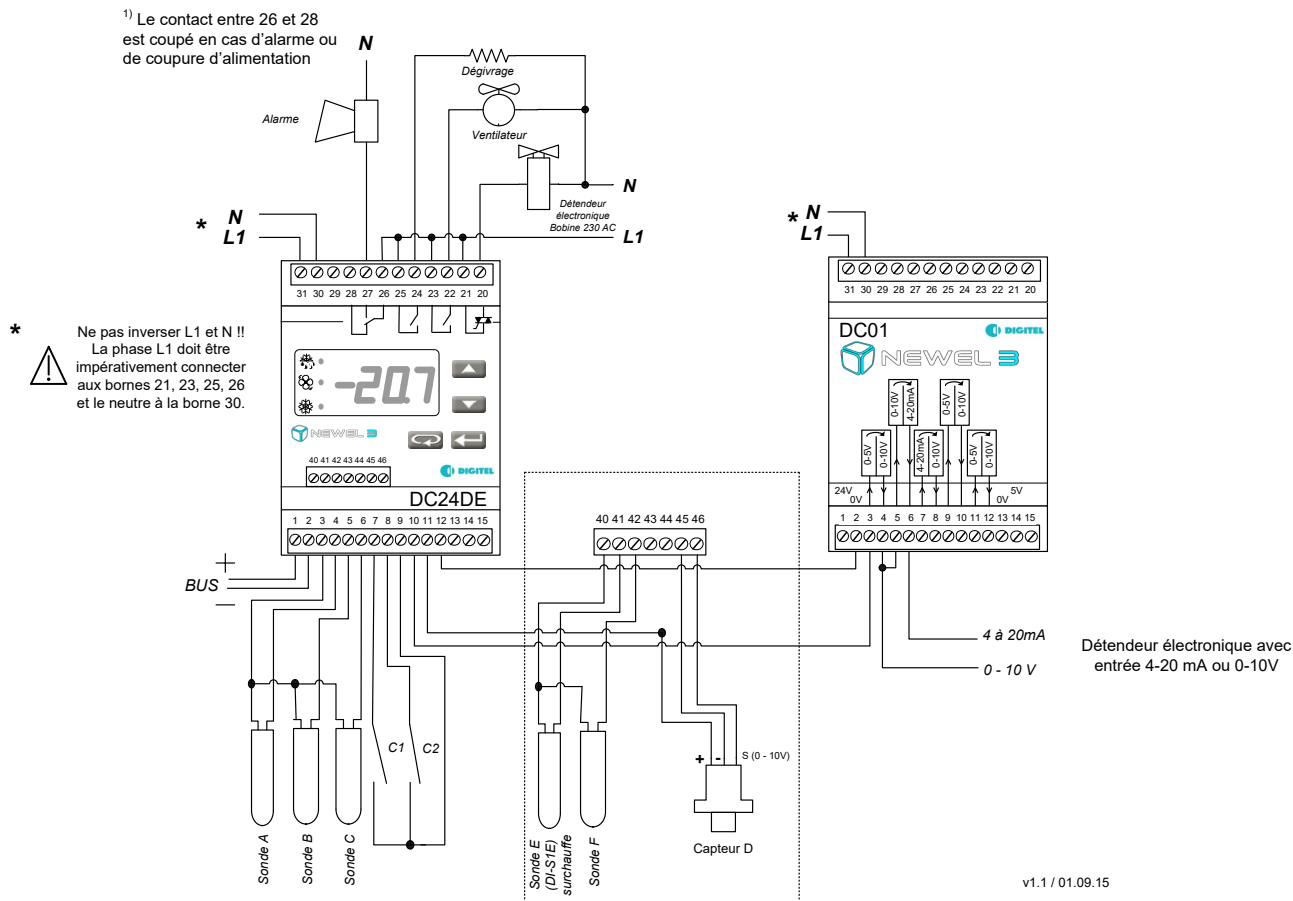 1) Le contact entre 26 et 28
est coupé en cas d'alarme ou
de coupure d'alimentation
N
Alarme
Dégivrage
Ventilateur
Détendeur
électronique
Bobine 230 AC
N
L1
* N
L1
31 30 29 28 27 26 25 24 23 22 21 20
*
Ne pas inverser L1 et N !!
La phase L1 doit être
impérativement connecter
aux bornes 21, 23, 25, 26
et le neutre à la borne 30.
-20.7
NEWEL 3
40 41 42 43 44 45 46
DIGITEL
DC24DE
1 2 3 4 5 6 7 8 9 10 11 12 13 14 15
+
BUS
—
Sonde A
Sonde B
Sonde C
C1
C2
40 41 42 43 44 45 46
Sonde E
(DI-S1E)
surchauffe
Sonde F
+ -
S (0 - 10V)
Capteur D
* N
L1
31 30 29 28 27 26 25 24 23 22 21 20
DC01
DIGITEL
NEWEL 3
0-10V
4-20mA
0-5V
0-10V
0-5V
0-10V
4-20mA
0-10V
0-5V
0-10V
24V
0V
5V
0V
1 2 3 4 5 6 7 8 9 10 11 12 13 14 15
4 à 20mA
0 - 10 V
Détendeur électronique avec
entrée 4-20 mA ou 0-10V
v1.1 / 01.09.15